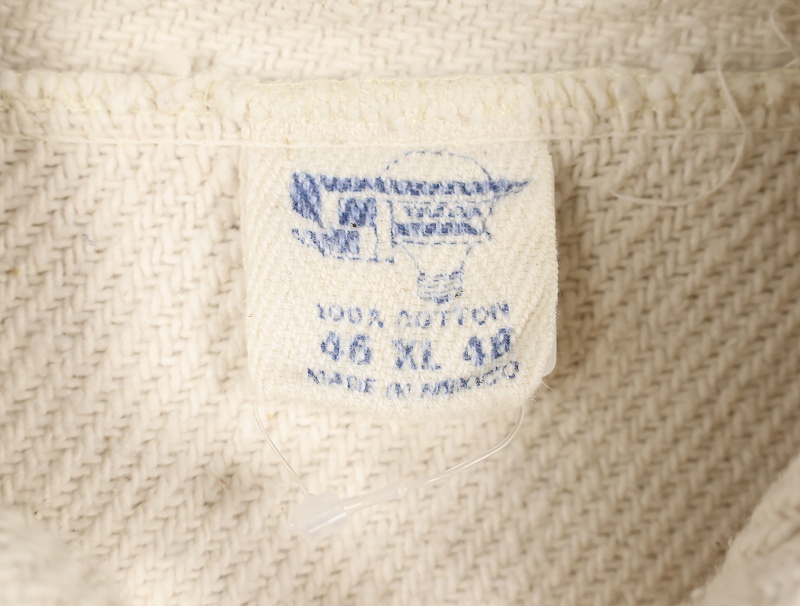 100% COTTON
46 XL 48
MADE IN MEXICO